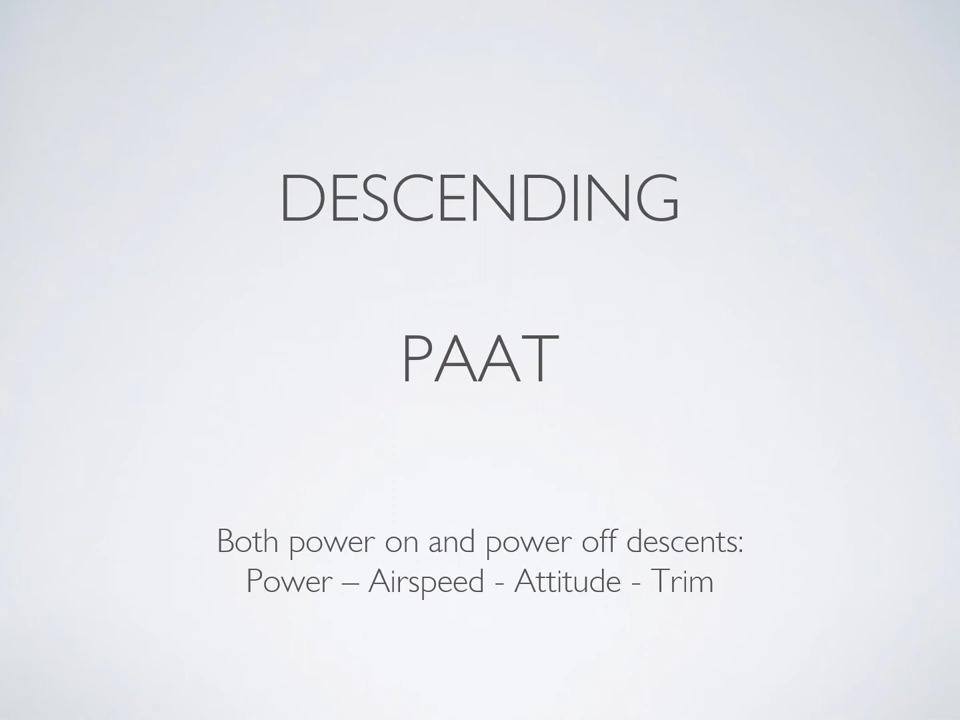 DESCENDING
PAAT
Both power on and power off descents:
Power – Airspeed - Attitude - Trim